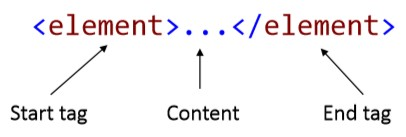 <element>...</element>
Start tag Content End tag